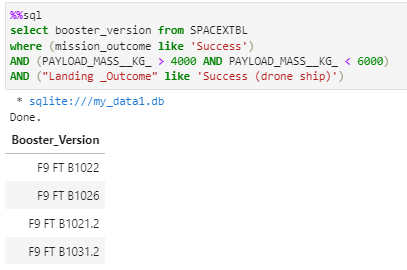 %%sql
select booster_version from SPACEXTBL
where (mission_outcome like 'Success')
AND (PAYLOAD_MASS__KG_ > 4000 AND PAYLOAD_MASS__KG_ < 6000)
AND ("Landing _Outcome" like 'Success (drone ship)')
* sqlite:///my_data1.db
Done.
Booster_Version
F9 FT B1022
F9 FT B1026
F9 FT B1021.2
F9 FT B1031.2